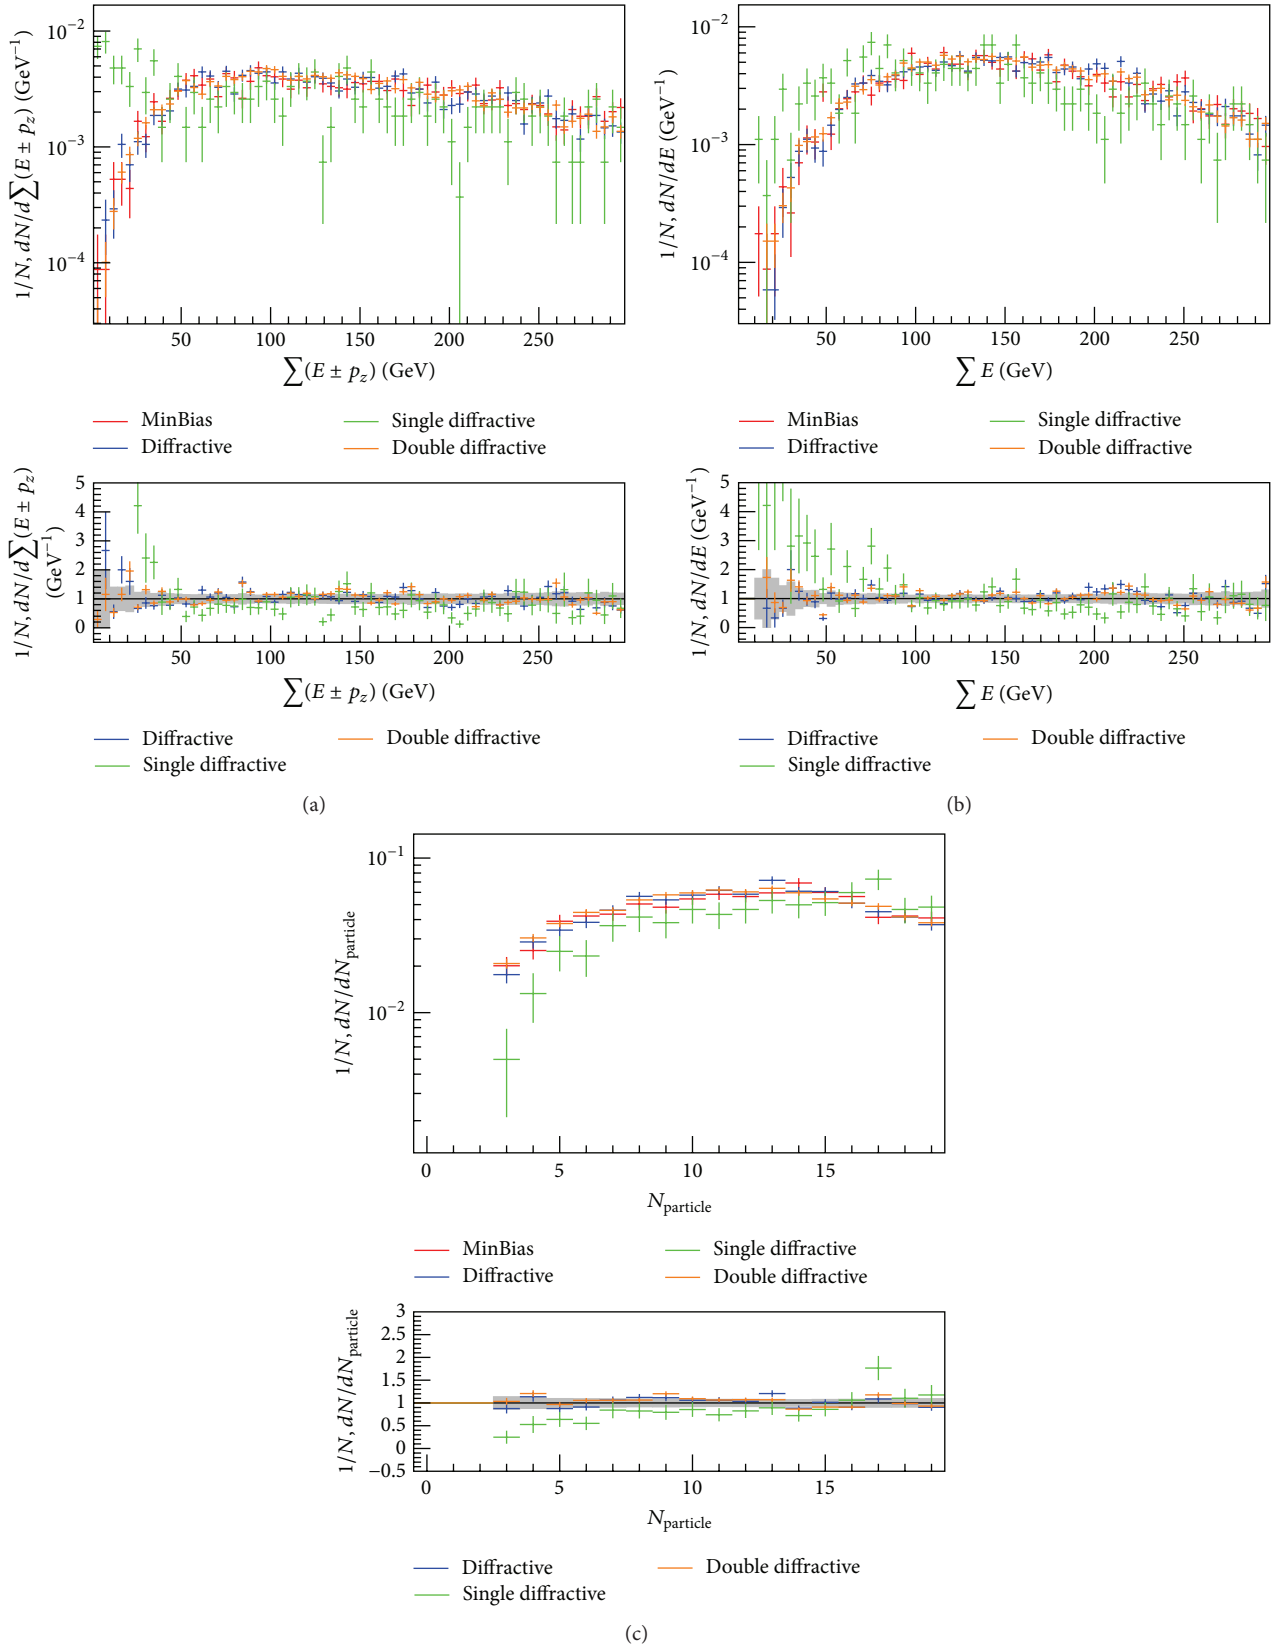 1/N, dN/d∑(E ± p_z) (GeV⁻¹)
10⁻²
10⁻³
10⁻⁴
50 100 150 200 250
∑(E ± p_z) (GeV)
MinBias
Diffractive
Single diffractive
Double diffractive
1/N, dN/d∑(E ± p_z)
(GeV⁻¹)
5
4
3
2
1
0
50 100 150 200 250
∑(E ± p_z) (GeV)
Diffractive
Single diffractive
Double diffractive
(a)
1/N, dN/dE (GeV⁻¹)
10⁻²
10⁻³
10⁻⁴
50 100 150 200 250
∑ E (GeV)
MinBias
Diffractive
Single diffractive
Double diffractive
1/N, dN/dE (GeV⁻¹)
5
4
3
2
1
0
50 100 150 200 250
∑ E (GeV)
Diffractive
Single diffractive
Double diffractive
(b)
1/N, dN/dN_particle
10⁻¹
10⁻²
0 5 10 15
N_particle
MinBias
Diffractive
Single diffractive
Double diffractive
1/N, dN/dN_particle
3
2.5
2
1.5
1
0.5
0
−0.5
0 5 10 15
N_particle
Diffractive
Single diffractive
Double diffractive
(c)